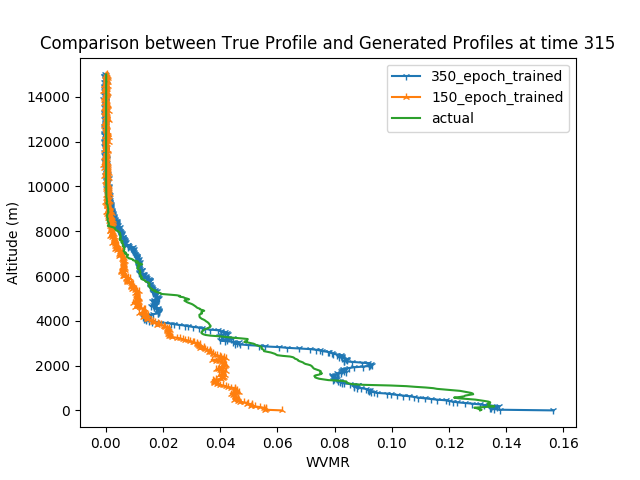 Comparison between True Profile and Generated Profiles at time 315
350_epoch_trained
150_epoch_trained
actual
Altitude (m)
14000
12000
10000
8000
6000
4000
2000
0
0.00 0.02 0.04 0.06 0.08 0.10 0.12 0.14 0.16
WVMR